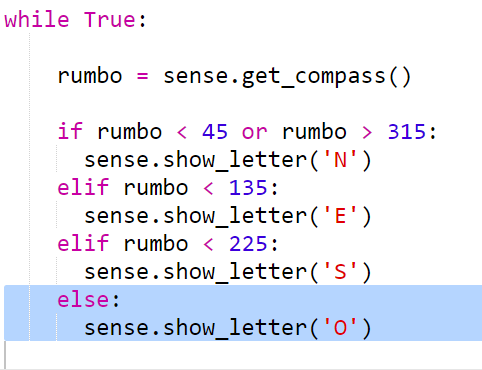 while True:
    rumbo = sense.get_compass()
    if rumbo < 45 or rumbo > 315:
      sense.show_letter('N')
    elif rumbo < 135:
      sense.show_letter('E')
    elif rumbo < 225:
      sense.show_letter('S')
    else:
      sense.show_letter('O')